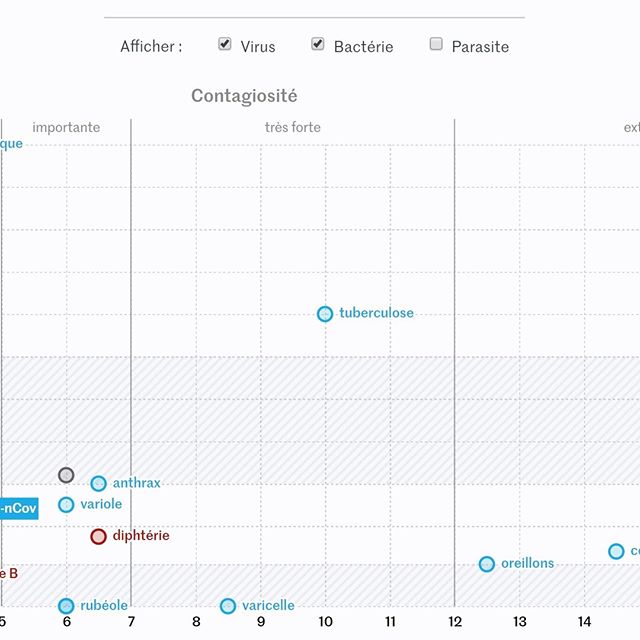 Afficher : Virus Bactérie Parasite
Contagiosité
importante très forte ext
que
tuberculose
anthrax
variole
-nCov
diphtérie
oreillons
e B
rubéole
varicelle
5 6 7 8 9 10 11 12 13 14